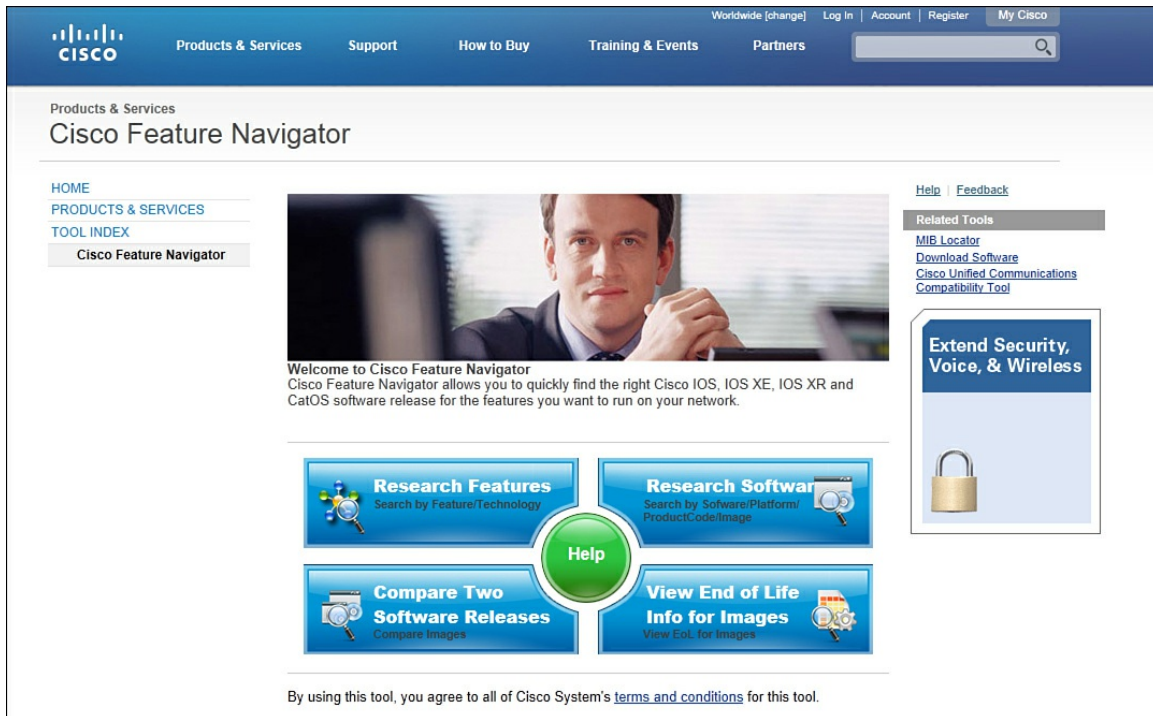 Worldwide [change] Log In | Account | Register My Cisco
CISCO
Products & Services Support How to Buy Training & Events Partners
Products & Services
Cisco Feature Navigator
HOME
PRODUCTS & SERVICES
TOOL INDEX
Cisco Feature Navigator
Welcome to Cisco Feature Navigator
Cisco Feature Navigator allows you to quickly find the right Cisco IOS, IOS XE, IOS XR and
CatOS software release for the features you want to run on your network.
Research Features
Search by Feature/Technology
Research Softwar
Search by Sofware/Platform/
ProductCode/Image
Help
Compare Two
Software Releases
Compare Images
View End of Life
Info for Images
View EoL for Images
By using this tool, you agree to all of Cisco System's terms and conditions for this tool.
Help | Feedback
Related Tools
MIB Locator
Download Software
Cisco Unified Communications
Compatibility Tool
Extend Security,
Voice, & Wireless